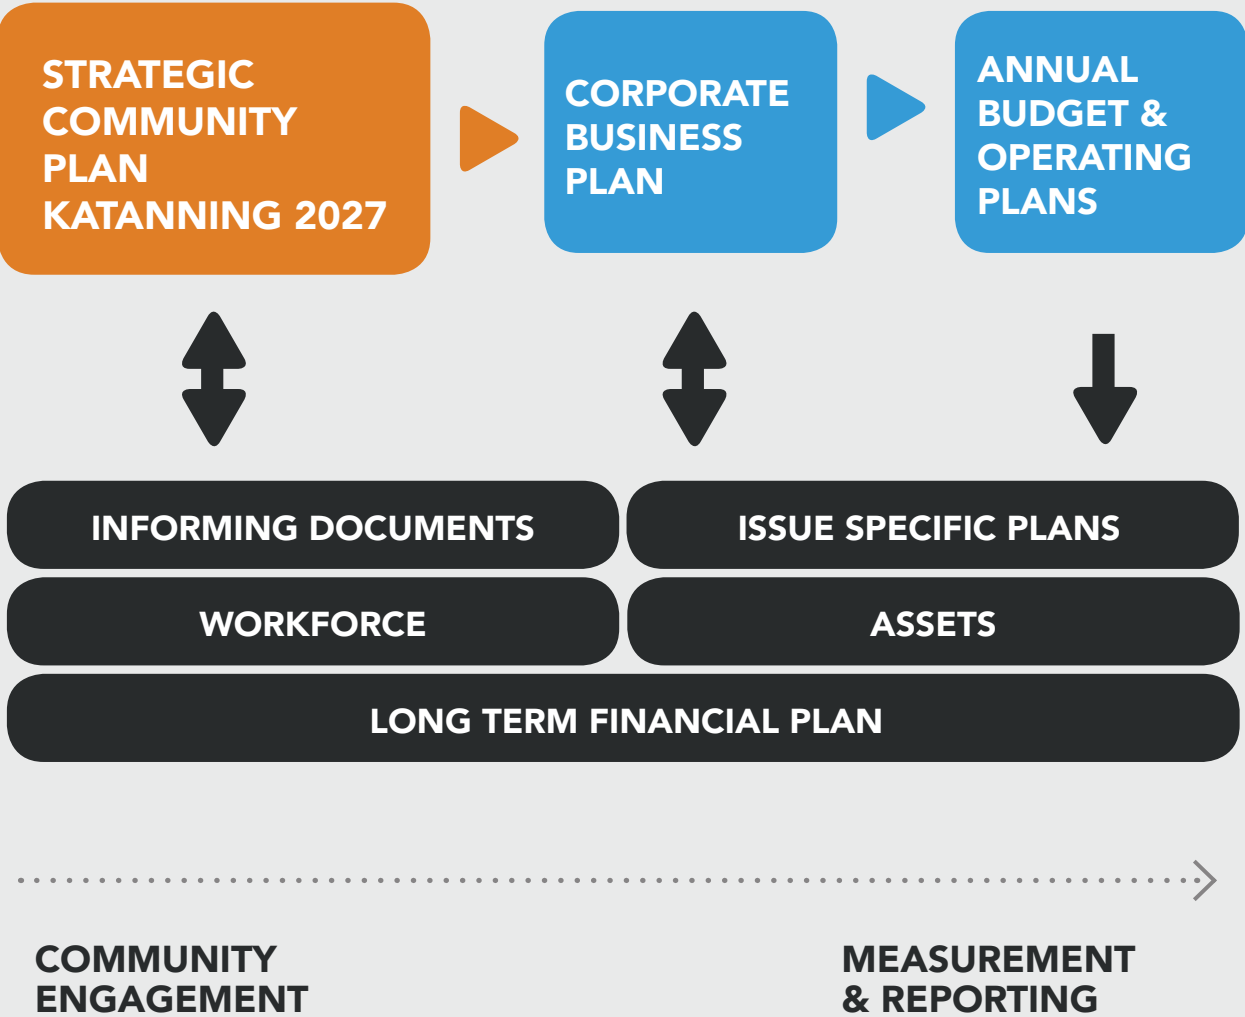 STRATEGIC
COMMUNITY
PLAN
KATANNING 2027
CORPORATE
BUSINESS
PLAN
ANNUAL
BUDGET &
OPERATING
PLANS
INFORMING DOCUMENTS
ISSUE SPECIFIC PLANS
WORKFORCE
ASSETS
LONG TERM FINANCIAL PLAN
COMMUNITY
ENGAGEMENT
MEASUREMENT
& REPORTING